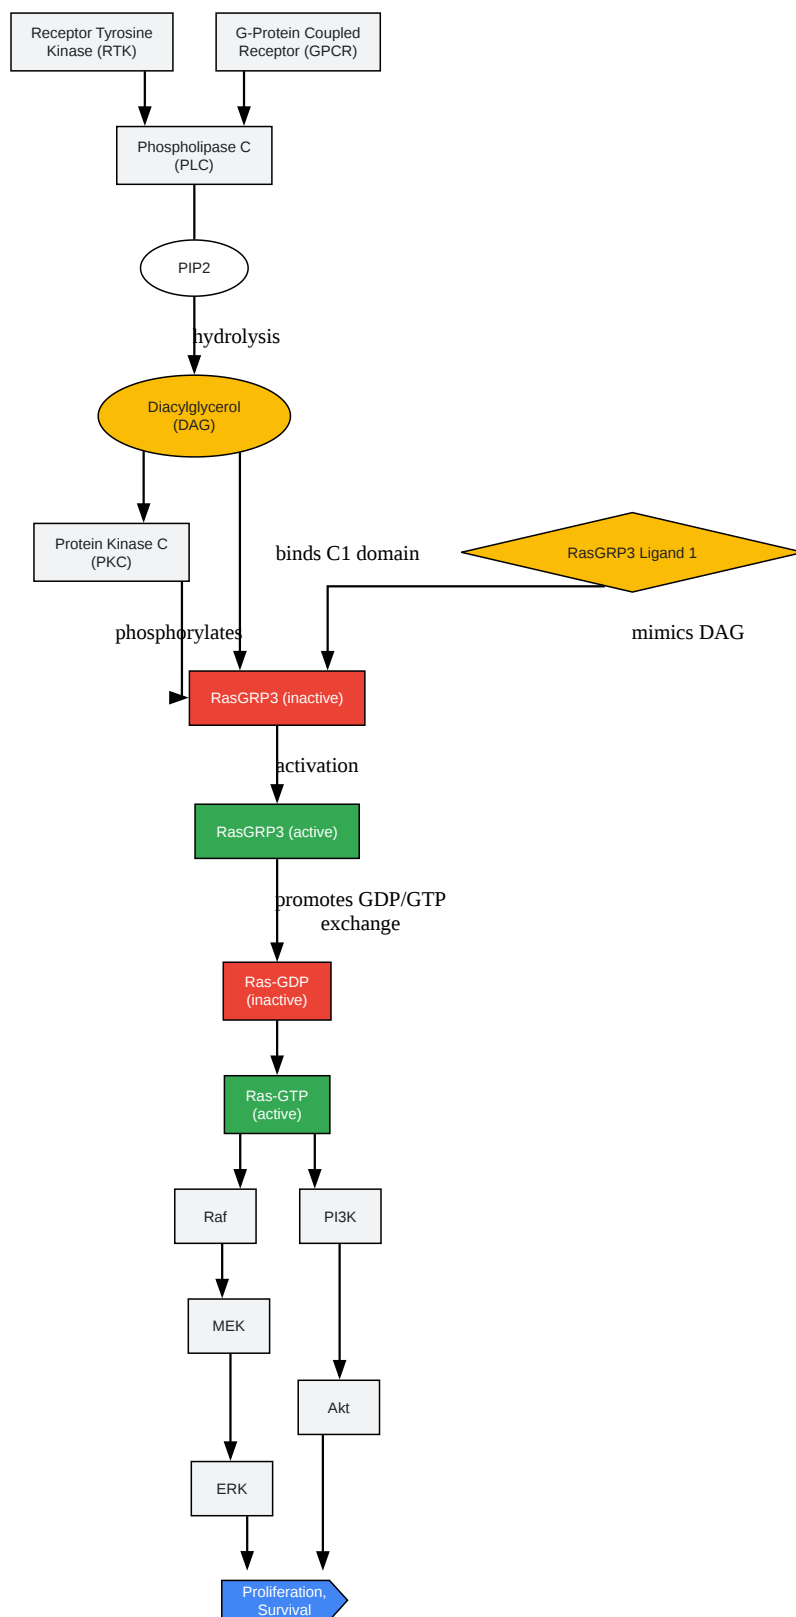 Receptor Tyrosine
Kinase (RTK)
G-Protein Coupled
Receptor (GPCR)
Phospholipase C
(PLC)
PIP2
hydrolysis
Diacylglycerol
(DAG)
Protein Kinase C
(PKC)
binds C1 domain
RasGRP3 Ligand 1
phosphorylates
mimics DAG
RasGRP3 (inactive)
activation
RasGRP3 (active)
promotes GDP/GTP
exchange
Ras-GDP
(inactive)
Ras-GTP
(active)
Raf
PI3K
MEK
Akt
ERK
Proliferation,
Survival